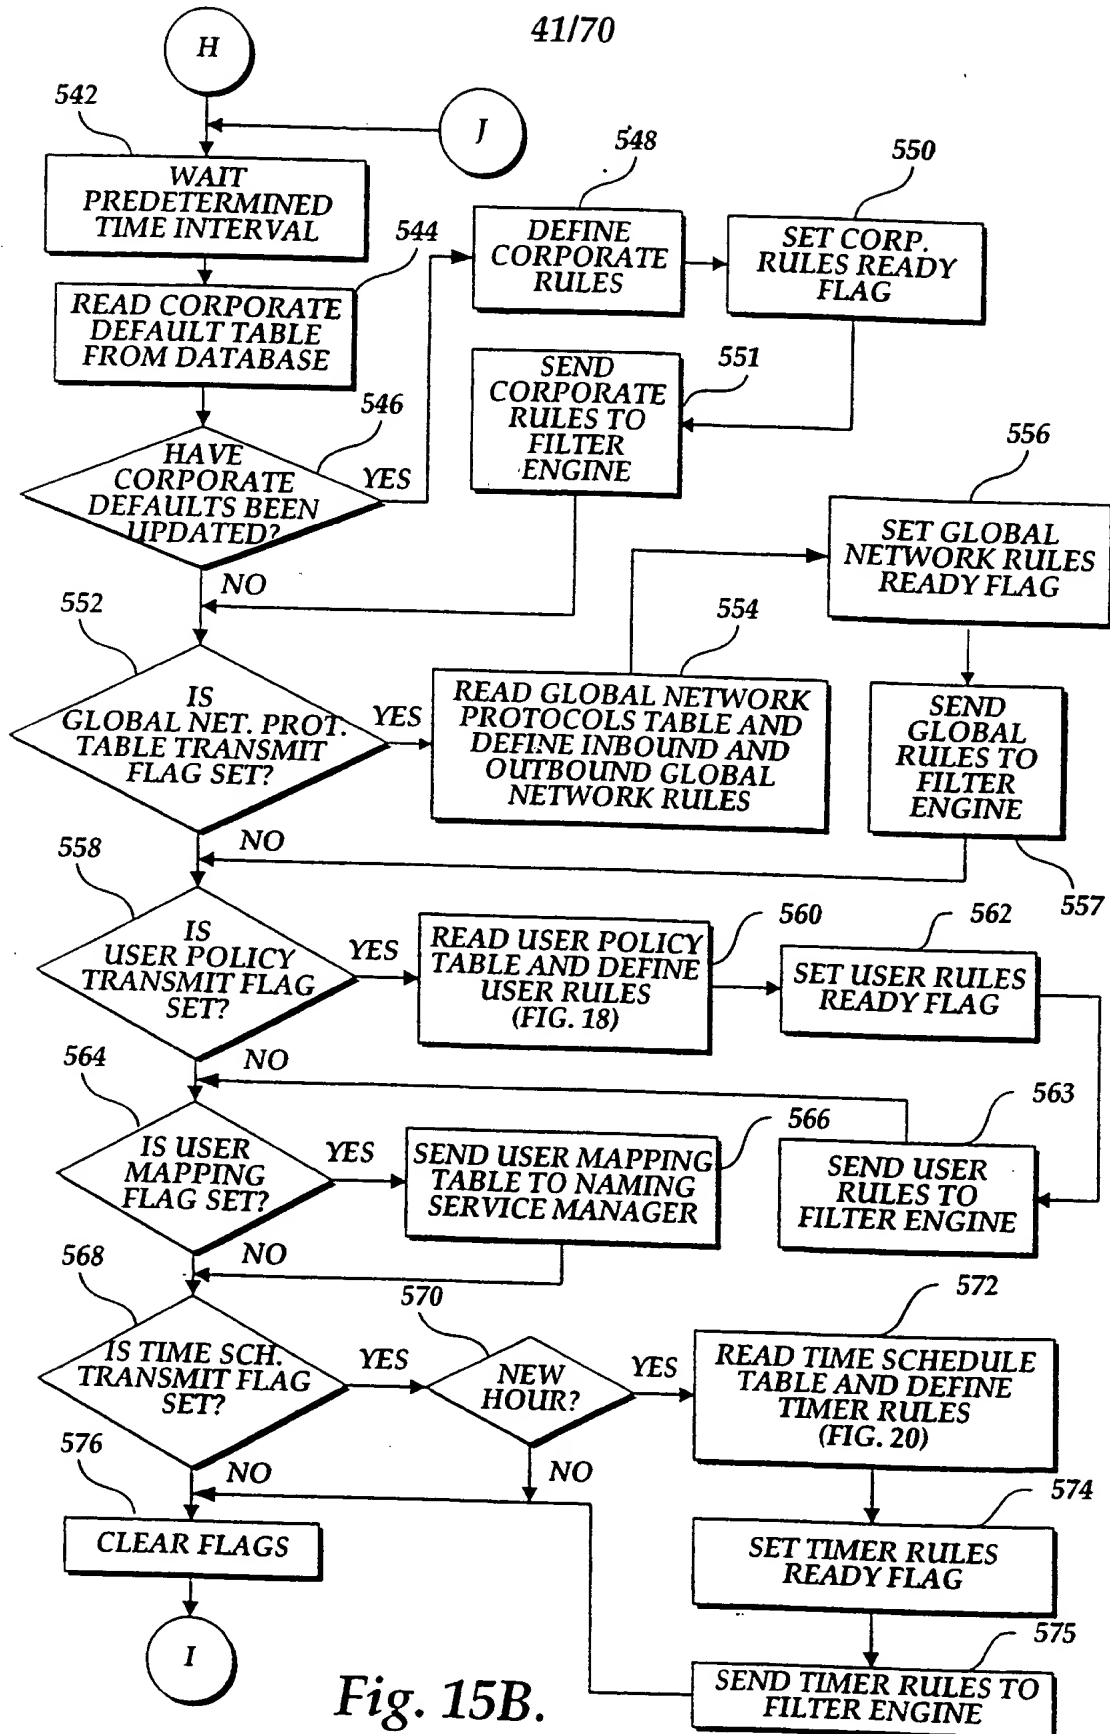 41/70
H
J
542
WAIT
PREDETERMINED
TIME INTERVAL
544
READ CORPORATE
DEFAULT TABLE
FROM DATABASE
546
HAVE
CORPORATE
DEFAULTS BEEN
UPDATED?
YES
NO
548
DEFINE
CORPORATE
RULES
550
SET CORP.
RULES READY
FLAG
551
SEND
CORPORATE
RULES TO
FILTER
ENGINE
552
IS
GLOBAL NET. PROT.
TABLE TRANSMIT
FLAG SET?
YES
NO
554
READ GLOBAL NETWORK
PROTOCOLS TABLE AND
DEFINE INBOUND AND
OUTBOUND GLOBAL
NETWORK RULES
556
SET GLOBAL
NETWORK RULES
READY FLAG
SEND
GLOBAL
RULES TO
FILTER
ENGINE
557
558
IS
USER POLICY
TRANSMIT FLAG
SET?
YES
NO
560
READ USER POLICY
TABLE AND DEFINE
USER RULES
(FIG. 18)
562
SET USER RULES
READY FLAG
563
SEND USER
RULES TO
FILTER ENGINE
564
IS USER
MAPPING
FLAG SET?
YES
NO
566
SEND USER MAPPING
TABLE TO NAMING
SERVICE MANAGER
568
IS TIME SCH.
TRANSMIT FLAG
SET?
YES
NO
570
NEW
HOUR?
YES
NO
572
READ TIME SCHEDULE
TABLE AND DEFINE
TIMER RULES
(FIG. 20)
574
SET TIMER RULES
READY FLAG
575
SEND TIMER RULES TO
FILTER ENGINE
576
CLEAR FLAGS
I
Fig. 15B.